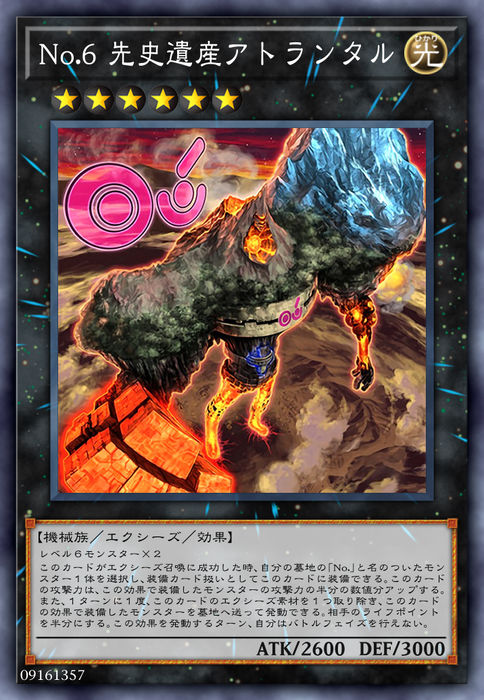 No.6 先史遺産アトランタル
ひかり
光
06
06
【機械族／エクシーズ／効果】
レベル６モンスター×２
このカードがエクシーズ召喚に成功した時、自分の墓地の「No.」と名のついたモン
スター１体を選択し、装備カード扱いとしてこのカードに装備できる。このカード
の攻撃力は、この効果で装備したモンスターの攻撃力の半分の数値分アップする。
また、１ターンに１度、このカードのエクシーズ素材を１つ取り除き、このカード
の効果で装備したモンスターを墓地へ送って発動できる。相手のライフポイント
を半分にする。この効果を発動するターン、自分はバトルフェイズを行えない。
ATK/2600 DEF/3000
09161357